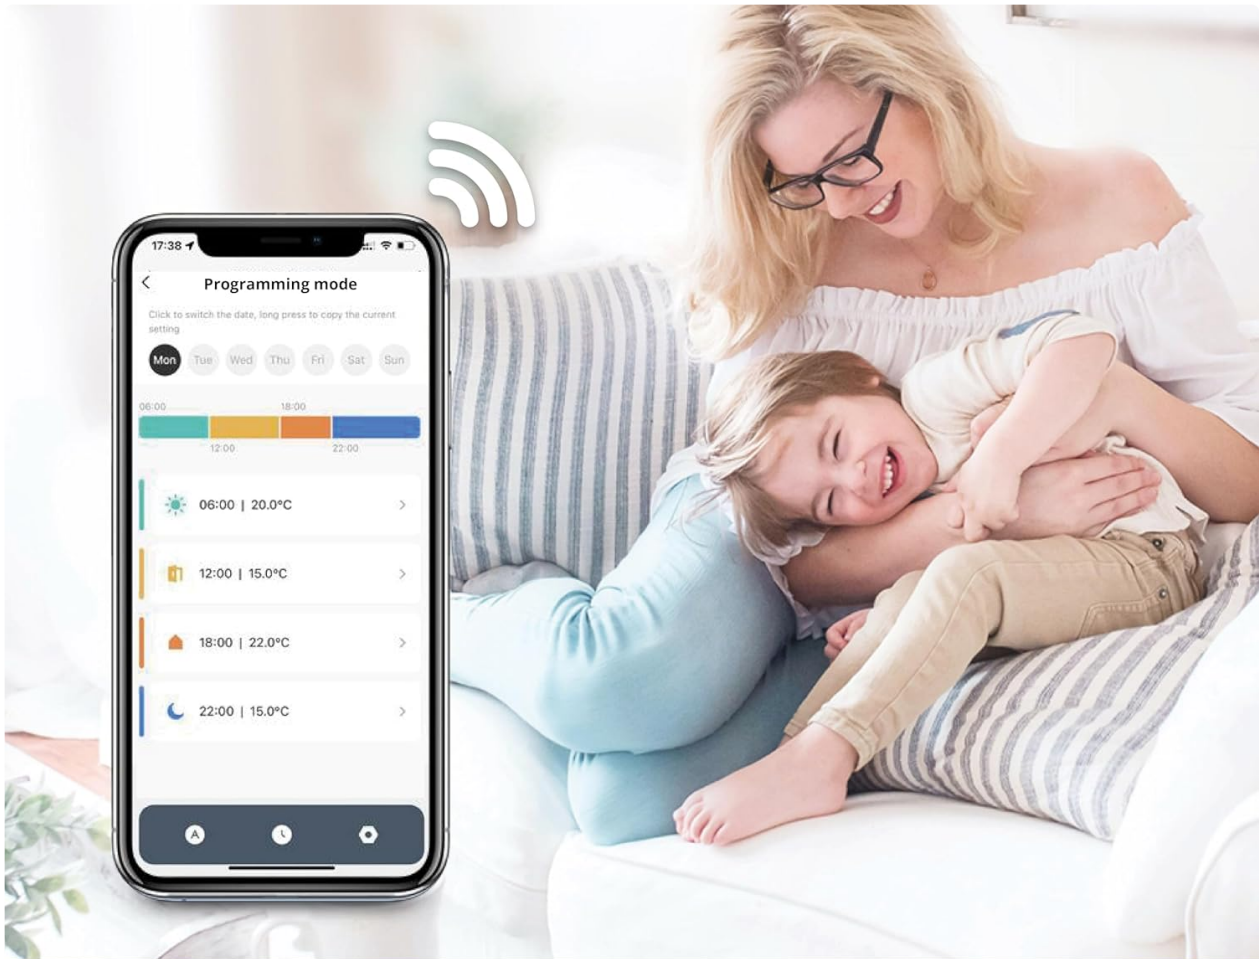 17:38
Programming mode
Click to switch the date, long press to copy the current
setting
Mon Tue Wed Thu Fri Sat Sun
06:00 18:00
12:00 22:00
06:00 | 20.0°C
12:00 | 15.0°C
18:00 | 22.0°C
22:00 | 15.0°C
A